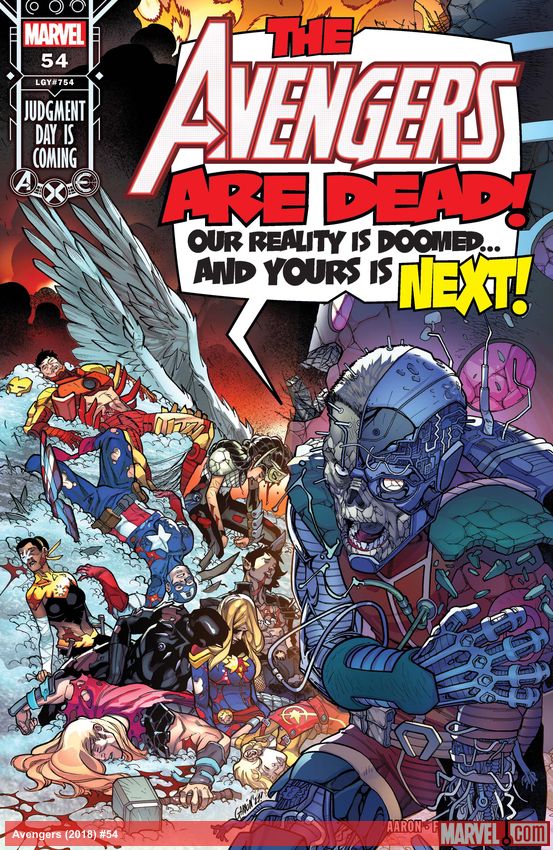 MARVEL
54
LGY#754
JUDGMENT
DAY IS
COMING
A X E
THE
AVENGERS
ARE DEAD!
OUR REALITY IS DOOMED...
AND YOURS IS NEXT!
ABC
Avengers (2018) #54
AARON •
MARVEL.com